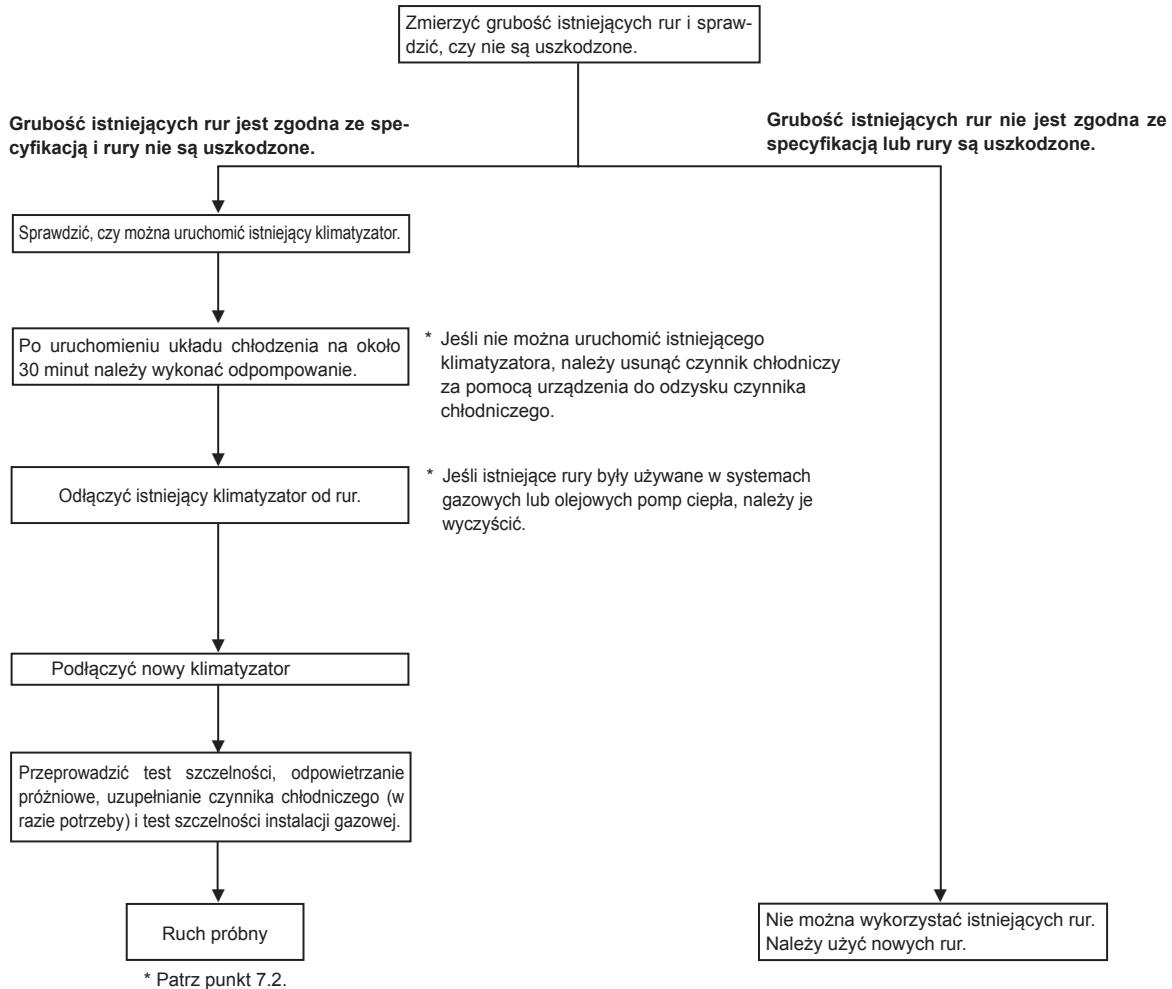 Zmierzyć grubość istniejących rur i spraw-
dzić, czy nie są uszkodzone.
Grubość istniejących rur jest zgodna ze spe-
cyfikacją i rury nie są uszkodzone.
Grubość istniejących rur nie jest zgodna ze
specyfikacją lub rury są uszkodzone.
Sprawdzić, czy można uruchomić istniejący klimatyzator.
Po uruchomieniu układu chłodzenia na około
30 minut należy wykonać odpompowanie.
* Jeśli nie można uruchomić istniejącego
klimatyzatora, należy usunąć czynnik chłodniczy
za pomocą urządzenia do odzysku czynnika
chłodniczego.
Odłączyć istniejący klimatyzator od rur.
* Jeśli istniejące rury były używane w systemach
gazowych lub olejowych pomp ciepła, należy je
wyczyścić.
Podłączyć nowy klimatyzator
Przeprowadzić test szczelności, odpowietrzanie
próżniowe, uzupełnianie czynnika chłodniczego (w
razie potrzeby) i test szczelności instalacji gazowej.
Ruch próbny
* Patrz punkt 7.2.
Nie można wykorzystać istniejących rur.
Należy użyć nowych rur.